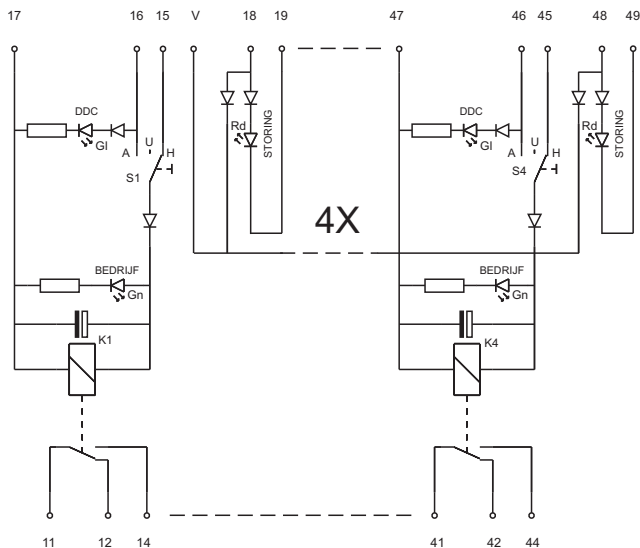 17 16 15 V 18 19 47 46 45 48 49
DDC DDC
Gl Rd Gl Rd
STORING STORING
A U H A U H
S1 S4
4X
BEDRIJF BEDRIJF
Gn Gn
K1 K4
11 12 14 41 42 44